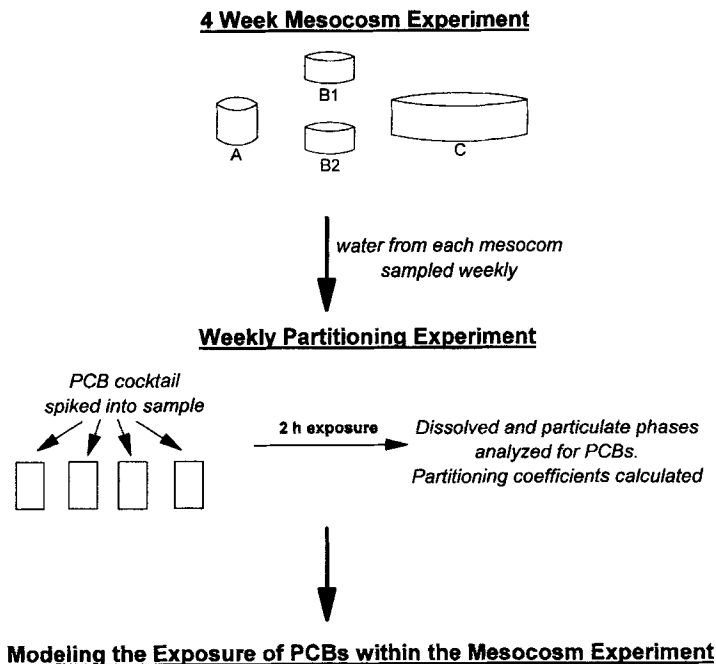 4 Week Mesocosm Experiment
B1
A
B2
C
water from each mesocom
sampled weekly
Weekly Partitioning Experiment
PCB cocktail
spiked into sample
2 h exposure
Dissolved and particulate phases
analyzed for PCBs.
Partitioning coefficients calculated
Modeling the Exposure of PCBs within the Mesocosm Experiment